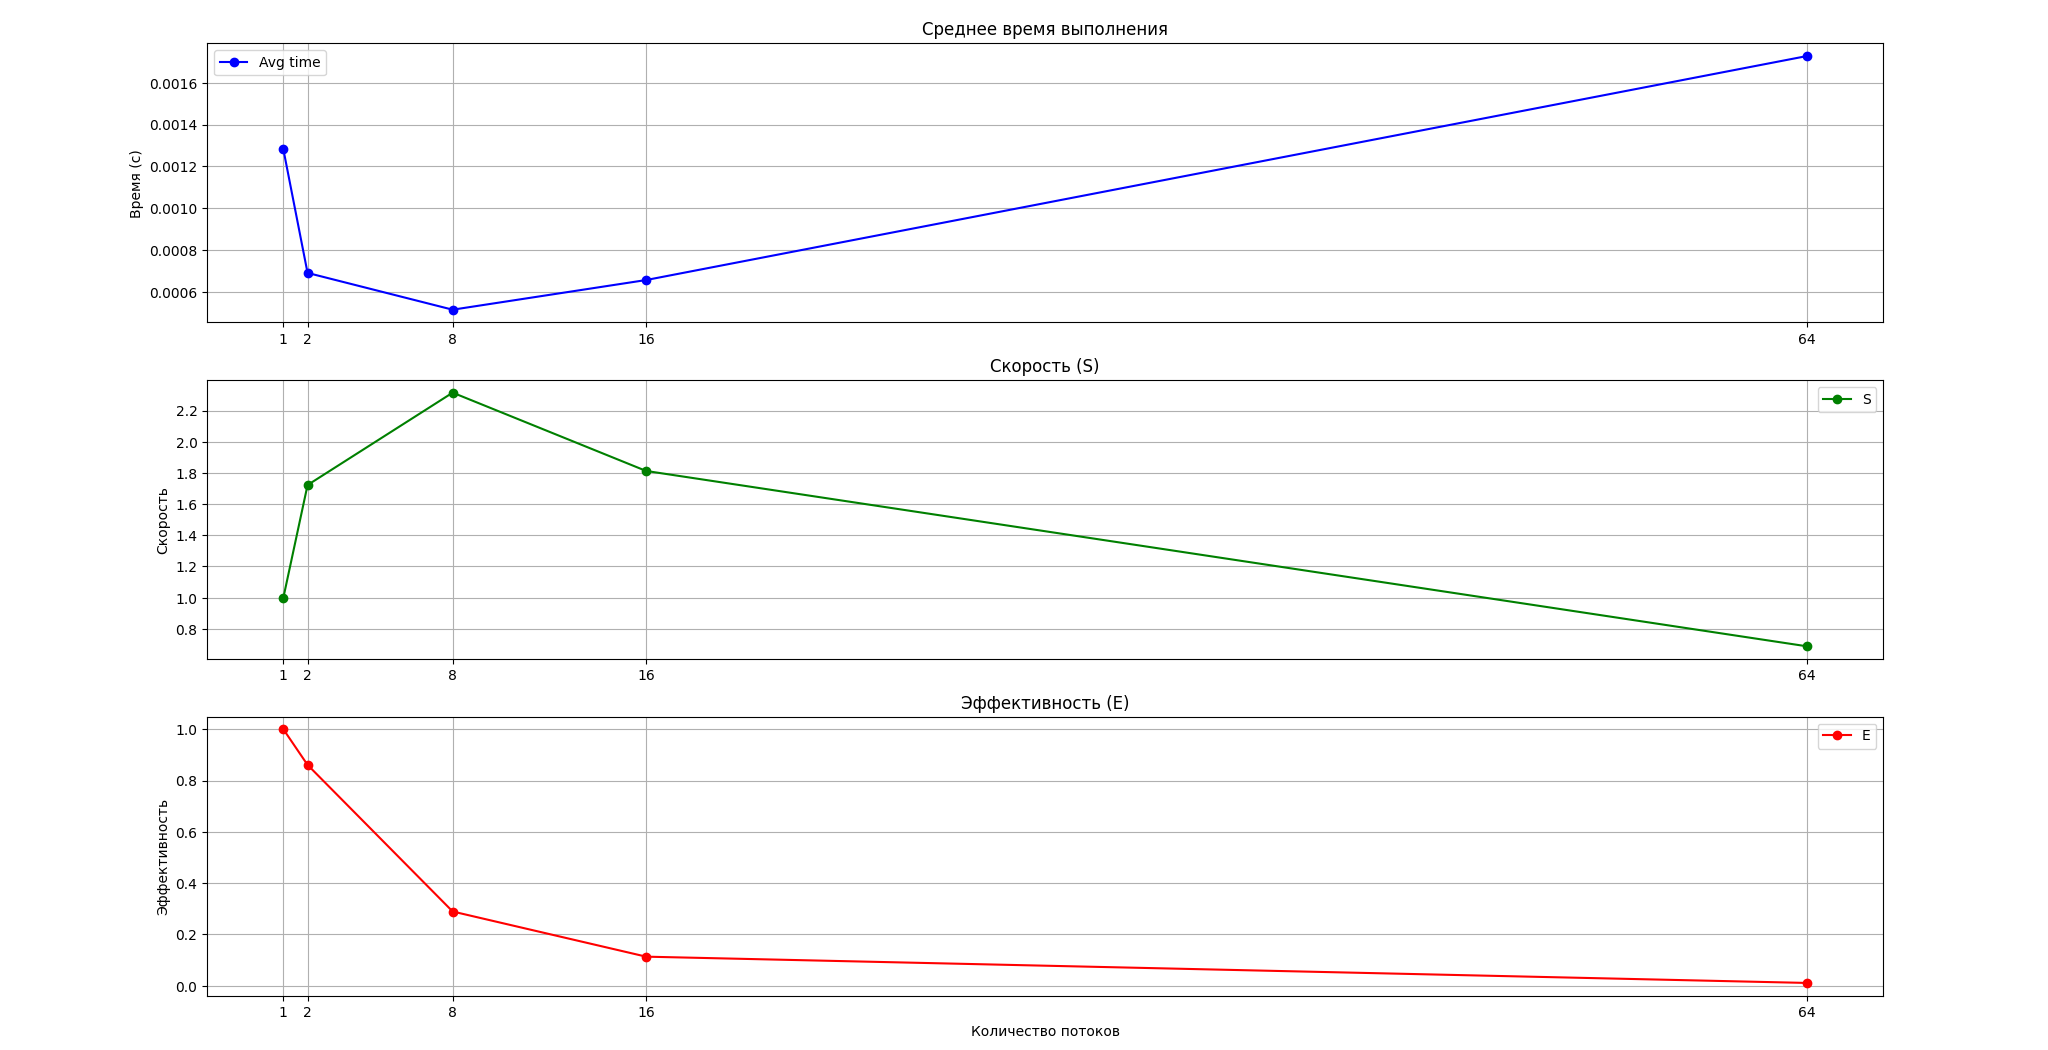 Среднее время выполнения
Avg time
Время (с)
0.0016
0.0014
0.0012
0.0010
0.0008
0.0006
1 2 8 16 64
Скорость (S)
S
Скорость
2.2
2.0
1.8
1.6
1.4
1.2
1.0
0.8
1 2 8 16 64
Эффективность (E)
E
Эффективность
1.0
0.8
0.6
0.4
0.2
0.0
1 2 8 16 64
Количество потоков